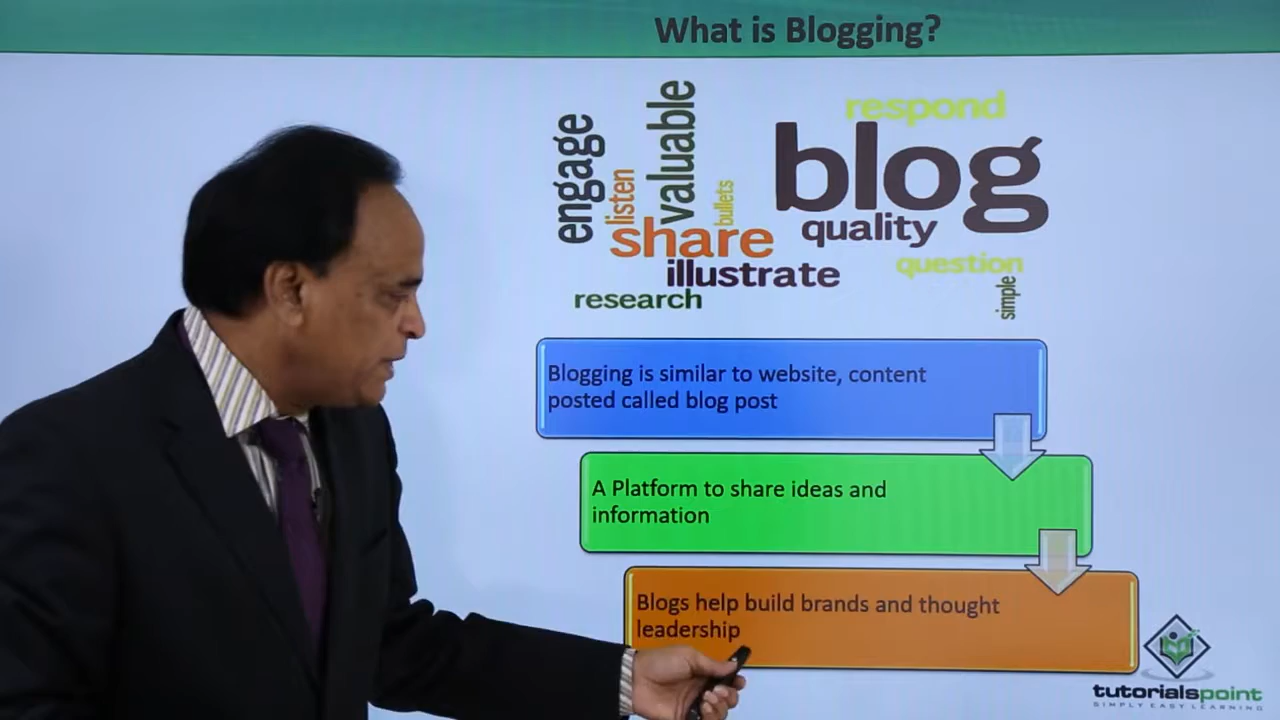 What is Blogging?
respond
engage
listen
valuable
bullets
blog
share
quality
illustrate
question
research
simple
Blogging is similar to website, content
posted called blog post
A Platform to share ideas and
information
Blogs help build brands and thought
leadership
tutorialspoint
SIMPLY EASY LEARNING